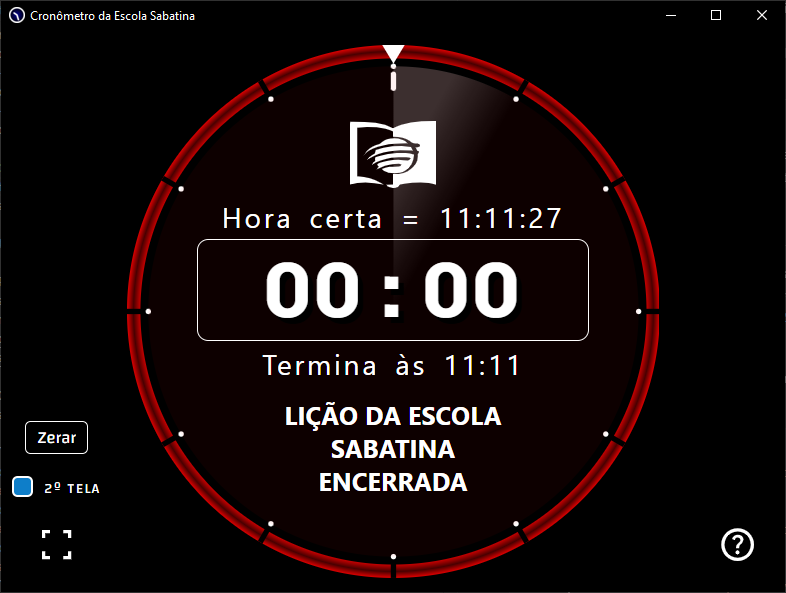 Cronômetro da Escola Sabatina
Hora certa = 11:11:27
00 : 00
Termina às 11:11
LIÇÃO DA ESCOLA
SABATINA
ENCERRADA
Zerar
2º TELA
?